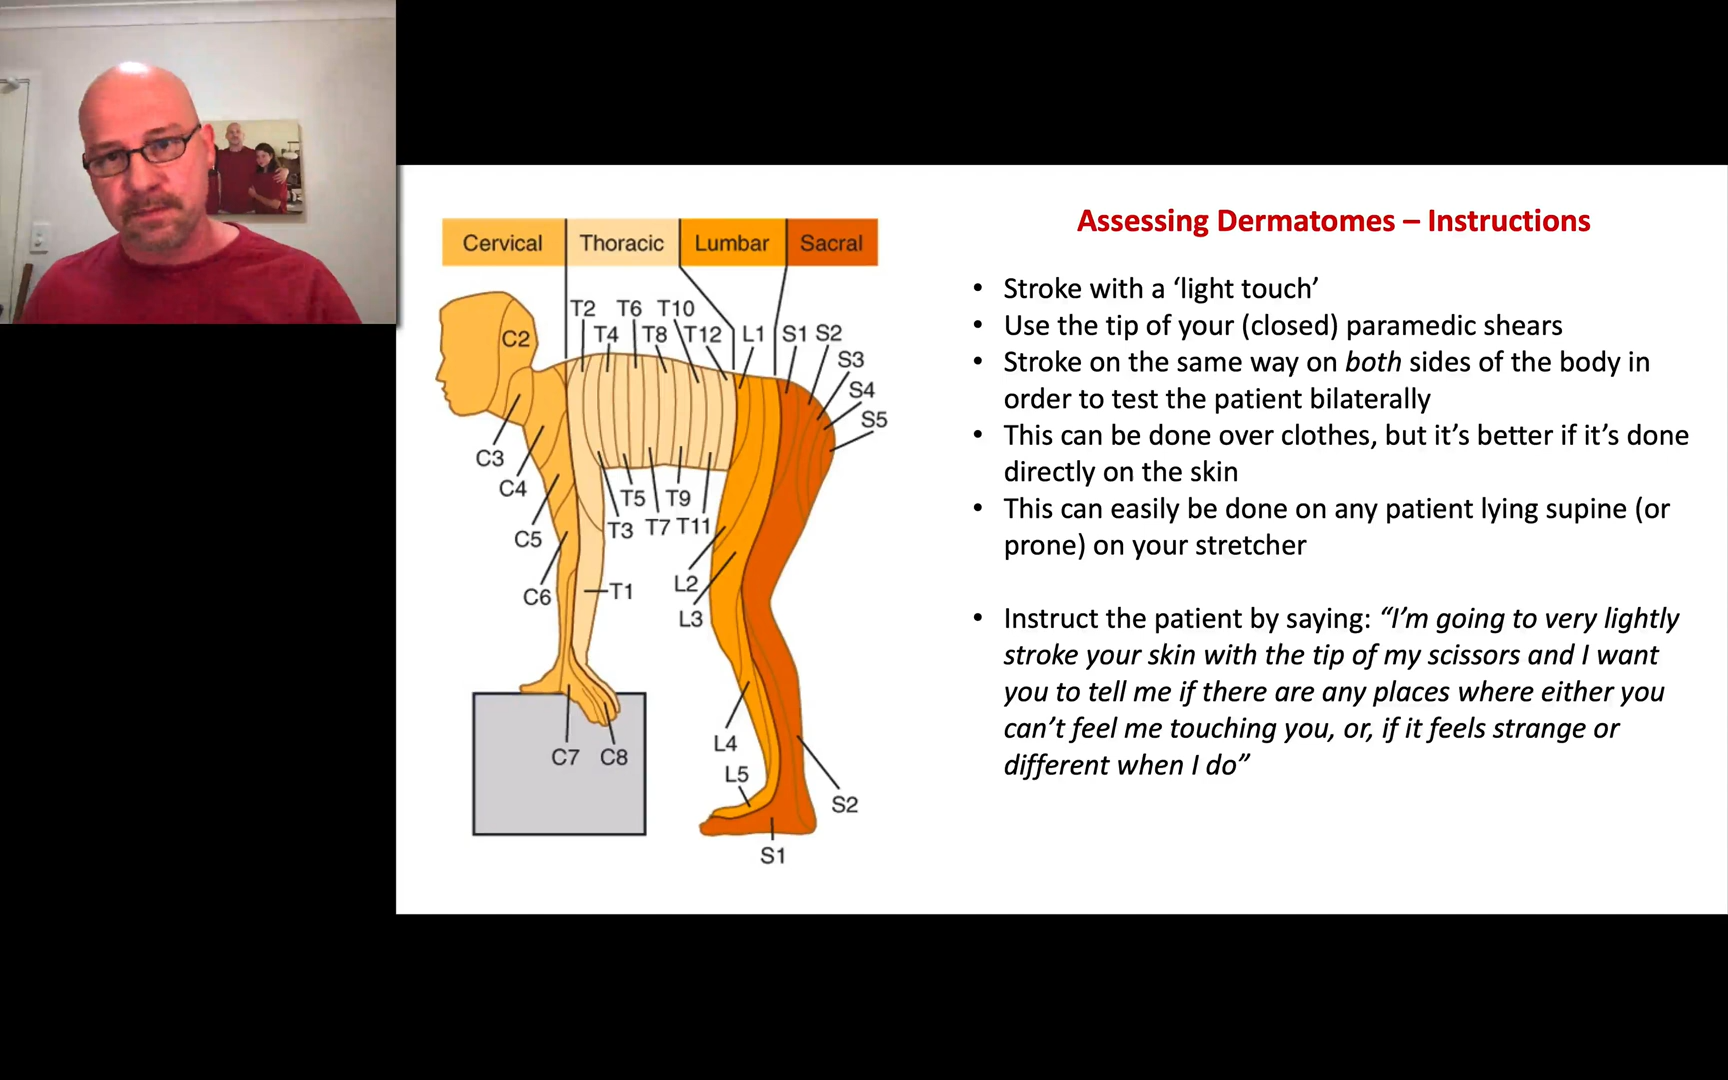 Assessing Dermatomes – Instructions
• Stroke with a ‘light touch’
• Use the tip of your (closed) paramedic shears
• Stroke on the same way on both sides of the body in
order to test the patient bilaterally
• This can be done over clothes, but it’s better if it’s done
directly on the skin
• This can easily be done on any patient lying supine (or
prone) on your stretcher
• Instruct the patient by saying: “I’m going to very lightly
stroke your skin with the tip of my scissors and I want
you to tell me if there are any places where either you
can’t feel me touching you, or, if it feels strange or
different when I do”
Cervical Thoracic Lumbar Sacral
T2 T6 T10
C2 T4 T8 T12 L1 S1 S2
S3
S4
S5
C3
C4 T5 T9
C5 T3 T7 T11
C6 T1 L2
L3
C7 C8 L4
L5
S2
S1